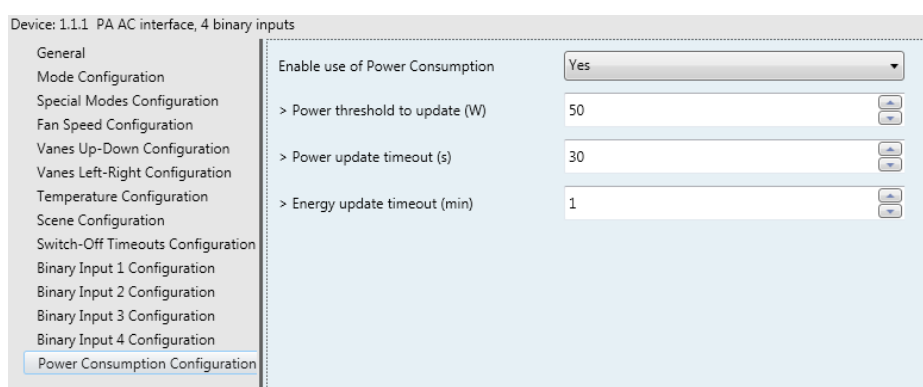 Device: 1.1.1 PA AC interface, 4 binary inputs
General
Mode Configuration
Special Modes Configuration
Fan Speed Configuration
Vanes Up-Down Configuration
Vanes Left-Right Configuration
Temperature Configuration
Scene Configuration
Switch-Off Timeouts Configuration
Binary Input 1 Configuration
Binary Input 2 Configuration
Binary Input 3 Configuration
Binary Input 4 Configuration
Power Consumption Configuration
Enable use of Power Consumption Yes
> Power threshold to update (W) 50
> Power update timeout (s) 30
> Energy update timeout (min) 1